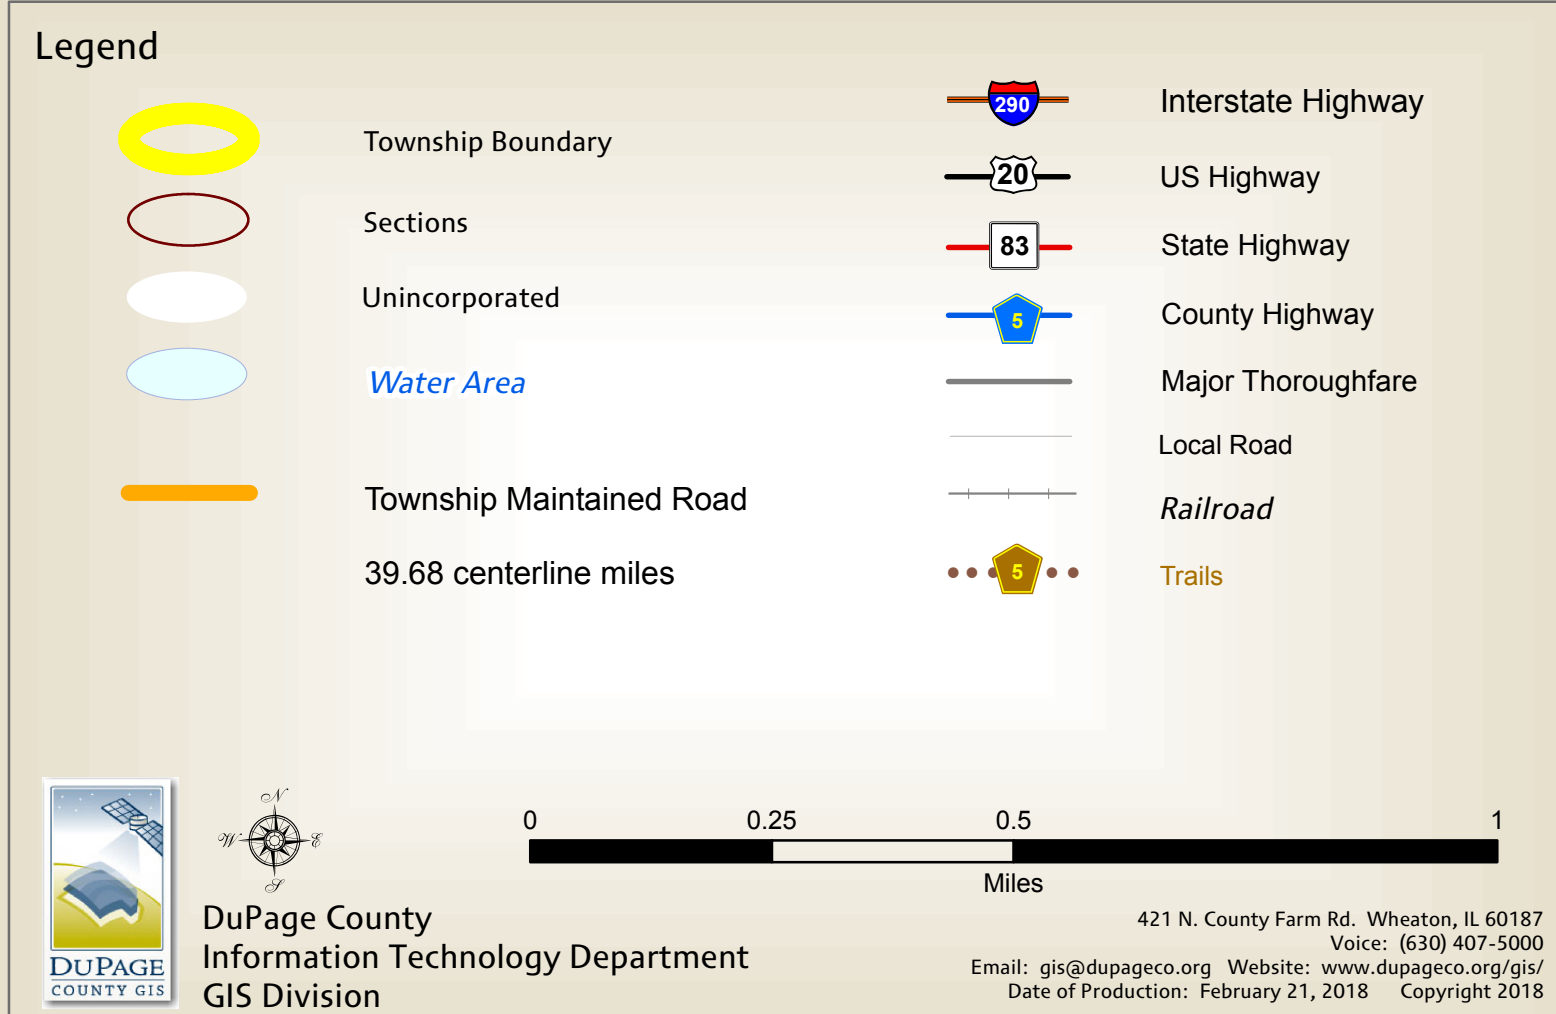 Legend
Township Boundary
Sections
Unincorporated
Water Area
Township Maintained Road
39.68 centerline miles
290
Interstate Highway
20
US Highway
83
State Highway
5
County Highway
Major Thoroughfare
Local Road
Railroad
5
Trails
DUPAGE
COUNTY GIS
N
W
E
S
0 0.25 0.5 1
Miles
DuPage County
Information Technology Department
GIS Division
421 N. County Farm Rd. Wheaton, IL 60187
Voice: (630) 407-5000
Email: gis@dupageco.org Website: www.dupageco.org/gis/
Date of Production: February 21, 2018 Copyright 2018